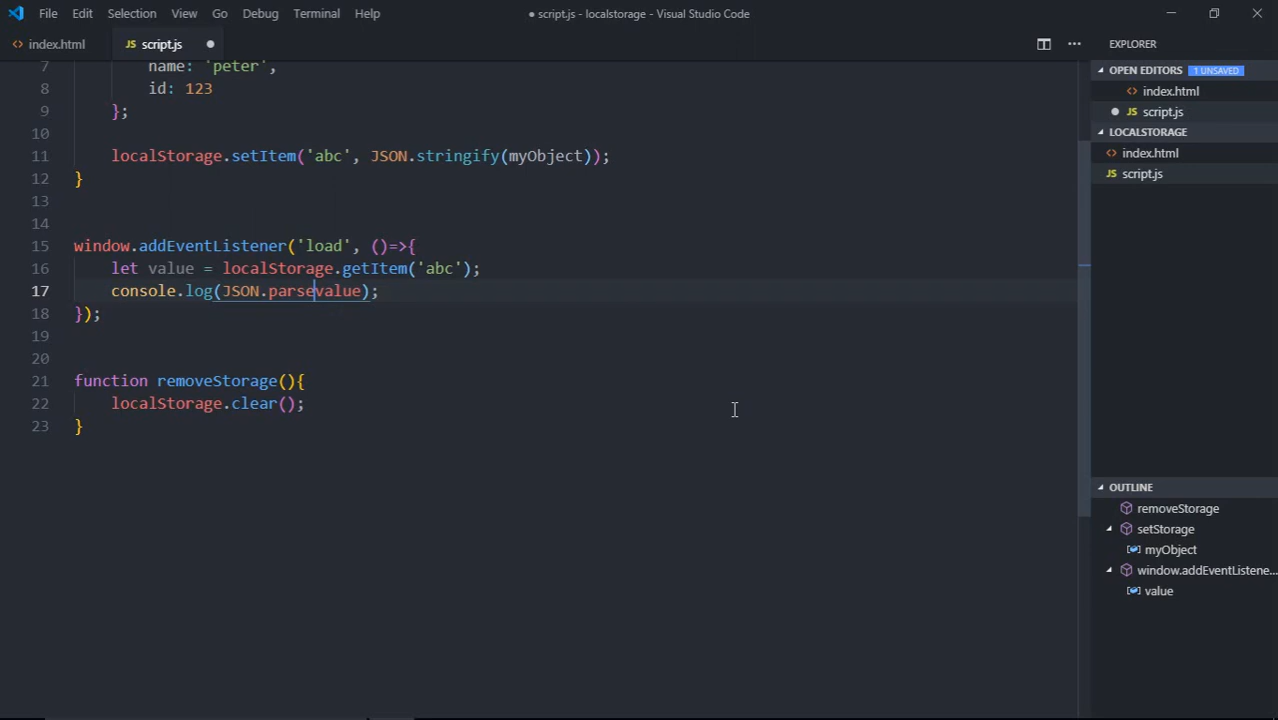 File Edit Selection View Go Debug Terminal Help
● script.js - localstorage - Visual Studio Code
<> index.html
JS script.js ●
EXPLORER
7 name: 'peter',
8 id: 123
9 };
10
11 localStorage.setItem('abc', JSON.stringify(myObject));
12 }
13
14
15 window.addEventListener('load', ()=>{
16 let value = localStorage.getItem('abc');
17 console.log(JSON.parsevalue);
18 });
19
20
21 function removeStorage(){
22 localStorage.clear();
23 }
OPEN EDITORS 1 UNSAVED
<> index.html
● JS script.js
LOCALSTORAGE
<> index.html
JS script.js
OUTLINE
removeStorage
setStorage
myObject
window.addEventListene...
value